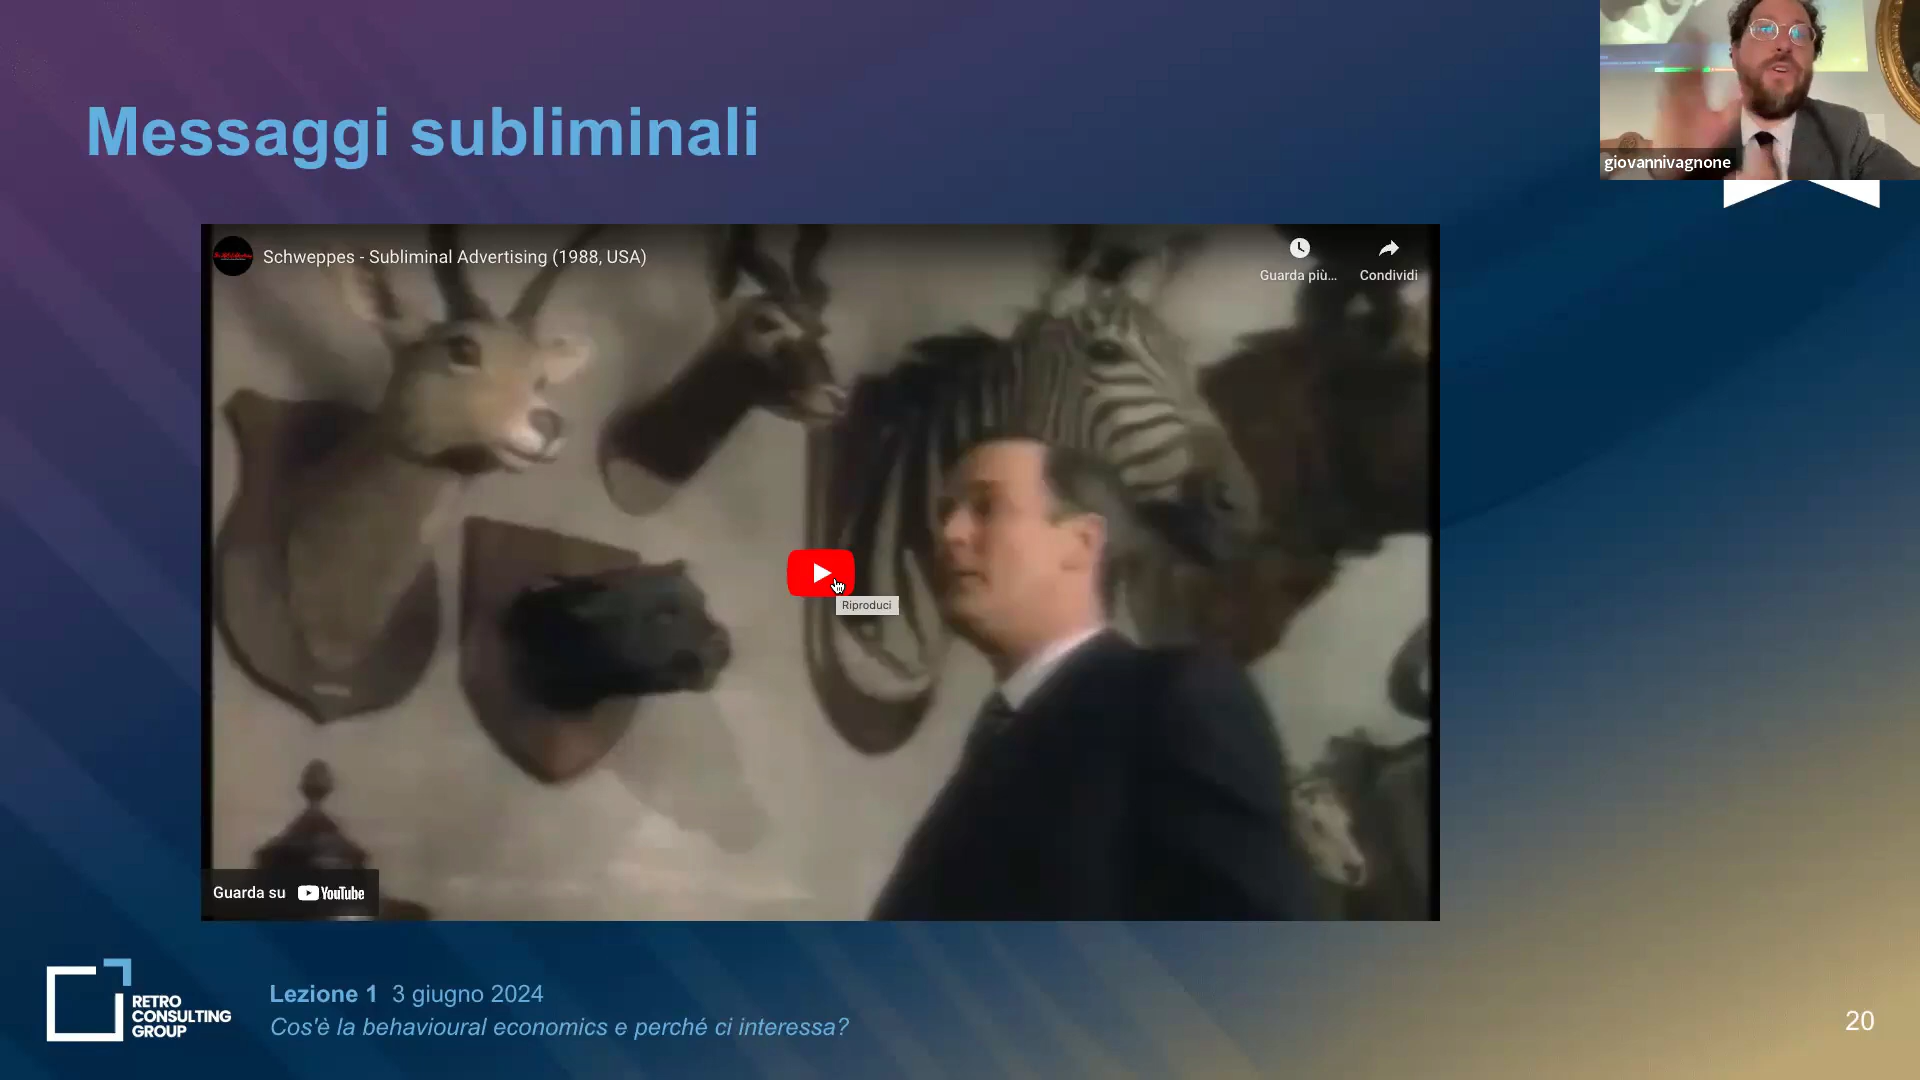 Messaggi subliminali
giovannivagnone
Schweppes - Subliminal Advertising (1988, USA)
Guarda più...
Condividi
Riproduci
Guarda su YouTube
RETRO
CONSULTING
GROUP
Lezione 1 3 giugno 2024
Cos'è la behavioural economics e perché ci interessa?
20